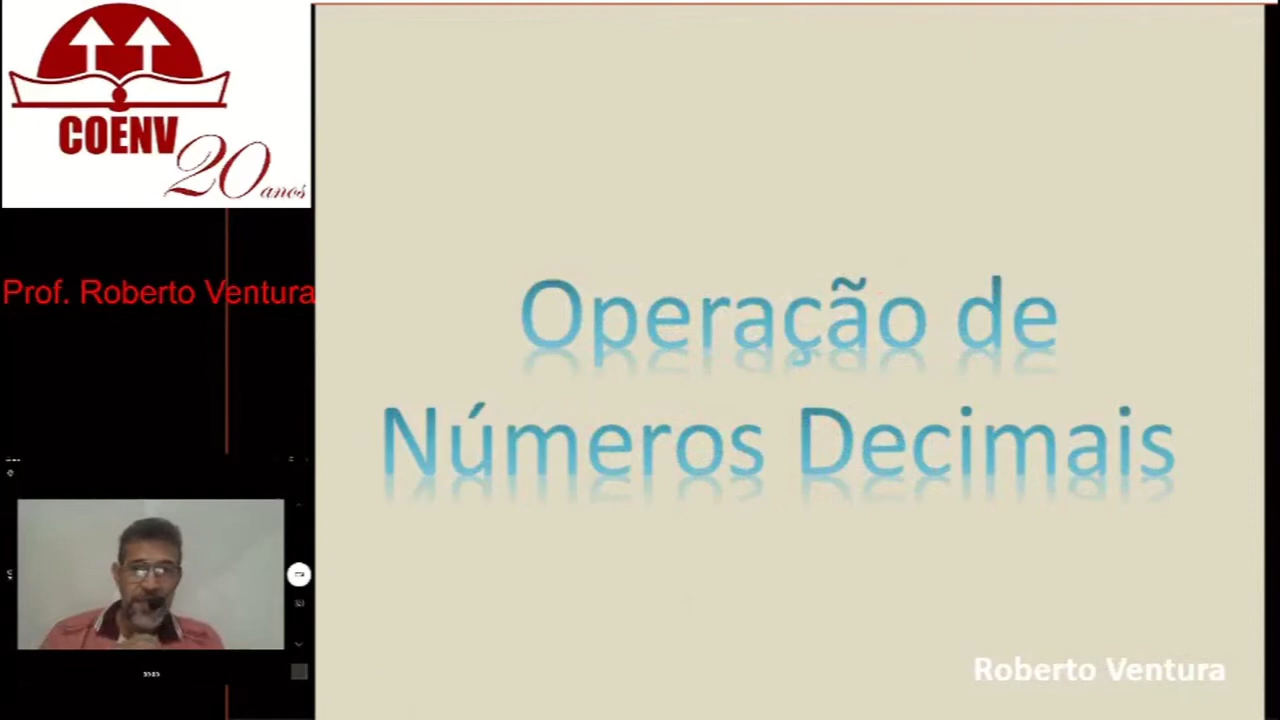 COENV
20 anos
Prof. Roberto Ventura
Operação de
Números Decimais
Roberto Ventura